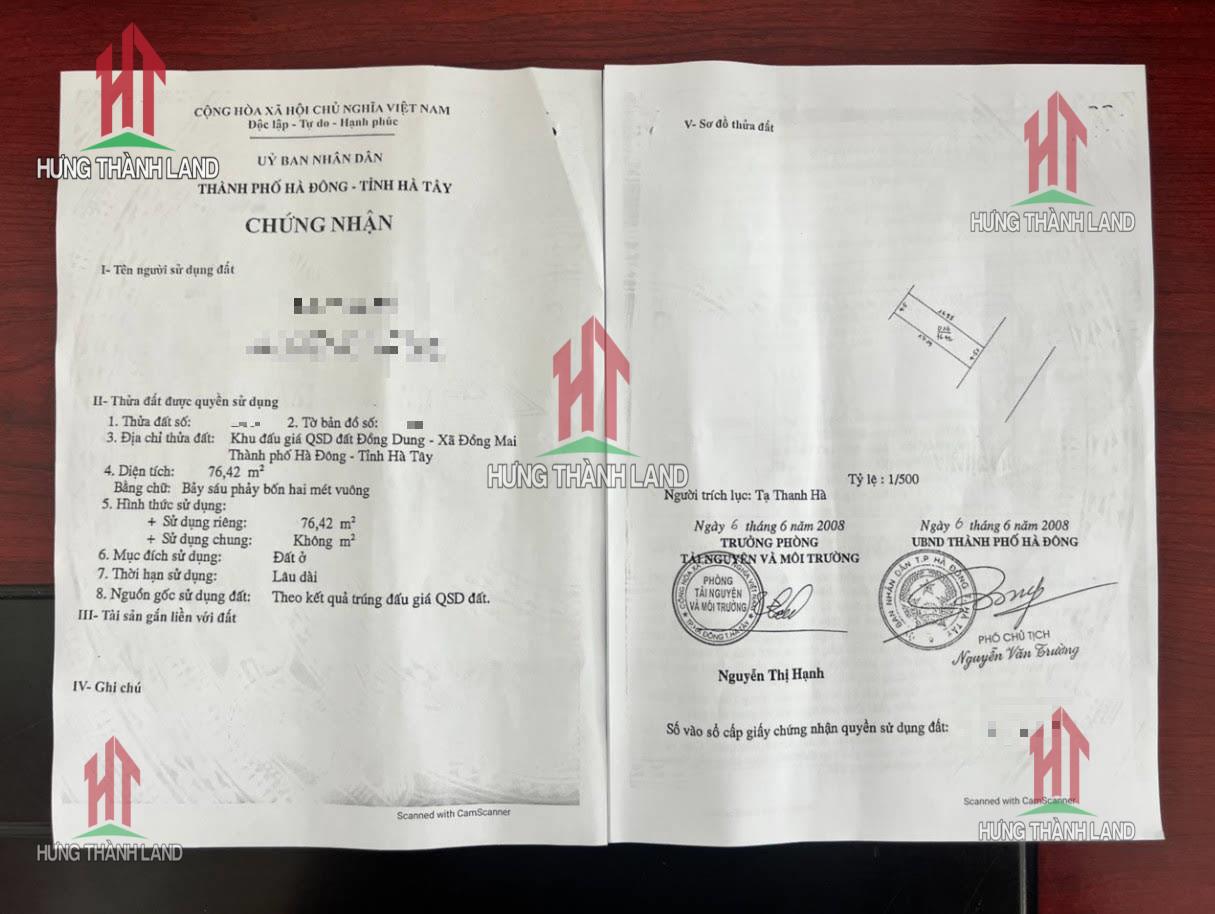 HƯNG THÀNH LAND
CỘNG HÒA XÃ HỘI CHỦ NGHĨA VIỆT NAM
Độc lập - Tự do - Hạnh phúc
UỶ BAN NHÂN DÂN
THÀNH PHỐ HÀ ĐÔNG - TỈNH HÀ TÂY
CHỨNG NHẬN
I- Tên người sử dụng đất
II- Thửa đất được quyền sử dụng
1. Thửa đất số: 2. Tờ bản đồ số:
3. Địa chỉ thửa đất: Khu đấu giá QSD đất Đồng Dung - Xã Đồng Mai
Thành phố Hà Đông - Tỉnh Hà Tây
4. Diện tích: 76,42 m²
Bằng chữ: Bảy sáu phảy bốn hai mét vuông
5. Hình thức sử dụng:
+ Sử dụng riêng: 76,42 m²
+ Sử dụng chung: Không m²
6. Mục đích sử dụng: Đất ở
7. Thời hạn sử dụng: Lâu dài
8. Nguồn gốc sử dụng đất: Theo kết quả trúng đấu giá QSD đất.
III- Tài sản gắn liền với đất
IV- Ghi chú
Scanned with CamScanner
HƯNG THÀNH LAND
HƯNG THÀNH LAND
V- Sơ đồ thửa đất
HƯNG THÀNH LAND
Tỷ lệ : 1/500
Người trích lục: Tạ Thanh Hà
Ngày 6 tháng 6 năm 2008
TRƯỞNG PHÒNG
TÀI NGUYÊN VÀ MÔI TRƯỜNG
PHÒNG
TÀI NGUYÊN
VÀ MÔI TRƯỜNG
Nguyễn Thị Hạnh
Ngày 6 tháng 6 năm 2008
UBND THÀNH PHỐ HÀ ĐÔNG
PHÓ CHỦ TỊCH
Nguyễn Văn Trường
Số vào sổ cấp giấy chứng nhận quyền sử dụng đất:
Scanned with CamScanner
HƯNG THÀNH LAND